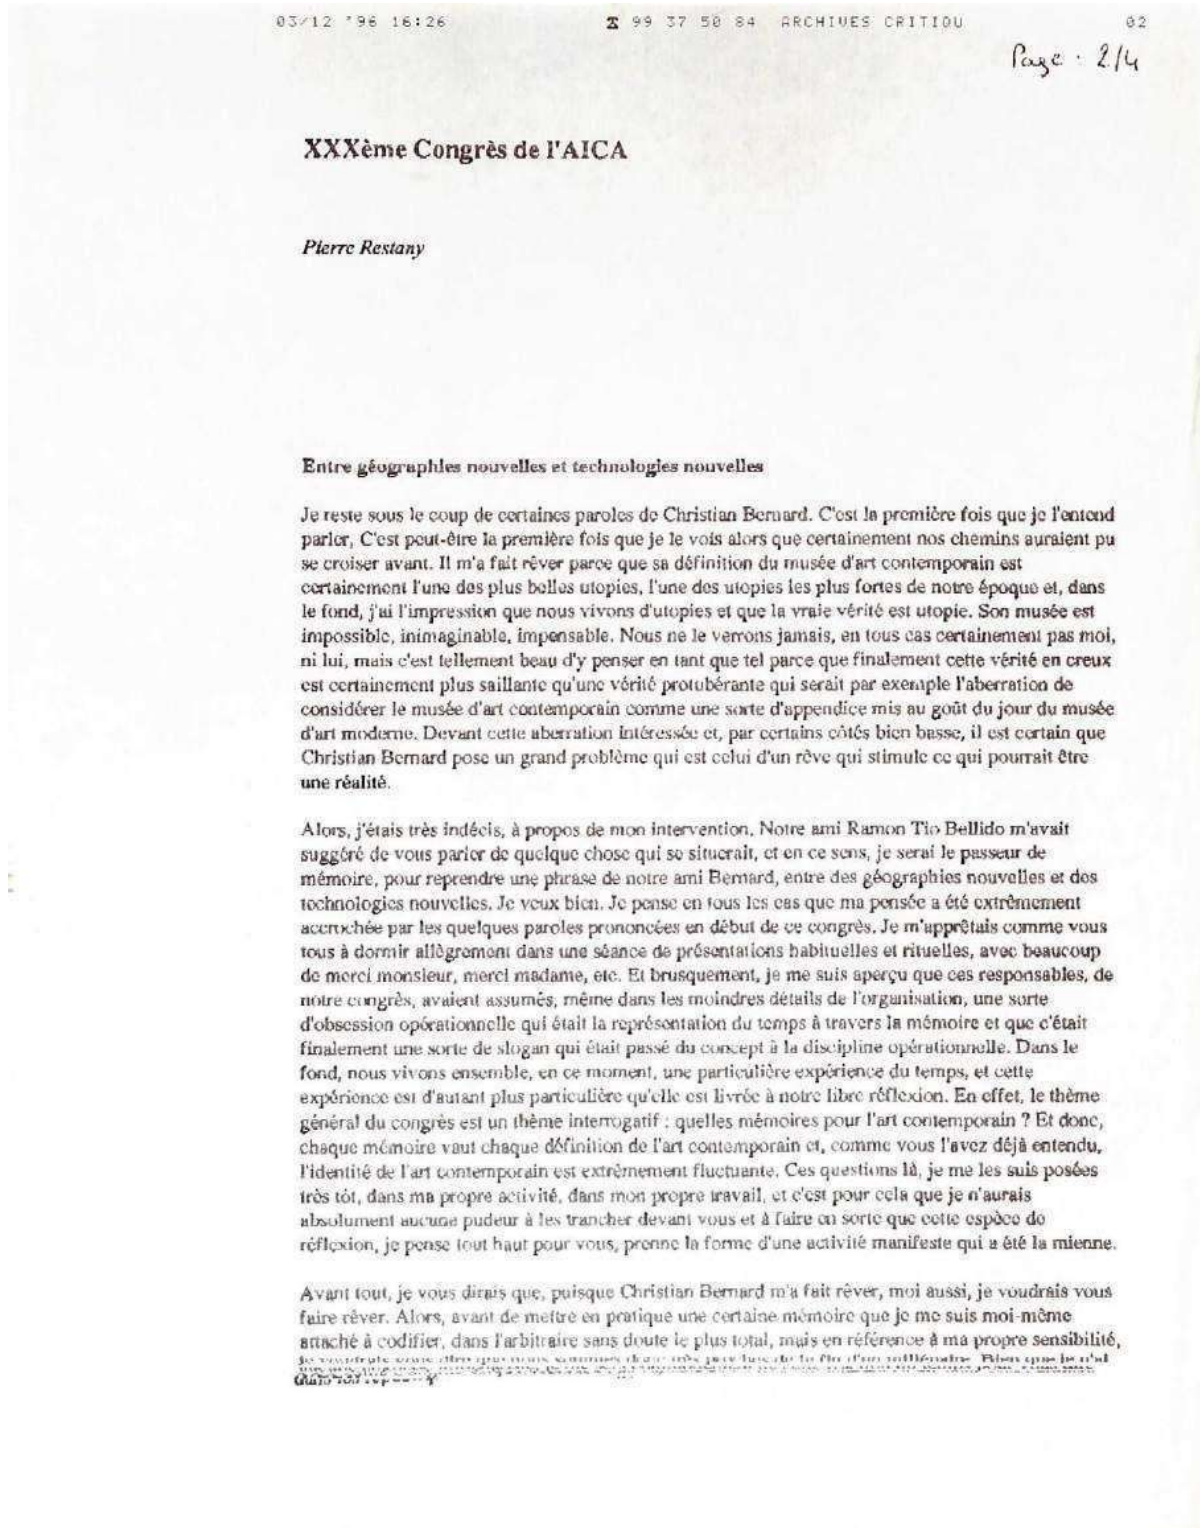 03/12 '96 16:26 99 37 50 84 ARCHIVES CRITIQU 02
Page : 2/4
XXXème Congrès de l'AICA
Pierre Restany
Entre géographies nouvelles et technologies nouvelles
Je reste sous le coup de certaines paroles de Christian Bernard. C'est la première fois que je l'entend
parler, C'est peut-être la première fois que je le vois alors que certainement nos chemins auraient pu
se croiser avant. Il m'a fait rêver parce que sa définition du musée d'art contemporain est
certainement l'une des plus belles utopies, l'une des utopies les plus fortes de notre époque et, dans
le fond, j'ai l'impression que nous vivons d'utopies et que la vraie vérité est utopie. Son musée est
impossible, inimaginable, impensable. Nous ne le verrons jamais, en tous cas certainement pas moi,
ni lui, mais c'est tellement beau d'y penser en tant que tel parce que finalement cette vérité en creux
est certainement plus saillante qu'une vérité protubérante qui serait par exemple l'aberration de
considérer le musée d'art contemporain comme une sorte d'appendice mis au goût du jour du musée
d'art moderne. Devant cette aberration intéressée et, par certains côtés bien basse, il est certain que
Christian Bernard pose un grand problème qui est celui d'un rêve qui stimule ce qui pourrait être
une réalité.
Alors, j'étais très indécis, à propos de mon intervention. Notre ami Ramon Tio Bellido m'avait
suggéré de vous parler de quelque chose qui se situerait, et en ce sens, je serai le passeur de
mémoire, pour reprendre une phrase de notre ami Bernard, entre des géographies nouvelles et des
technologies nouvelles. Je veux bien. Je pense en tous les cas que ma pensée a été extrêmement
accrochée par les quelques paroles prononcées en début de ce congrès. Je m'apprêtais comme vous
tous à dormir allègrement dans une séance de présentations habituelles et rituelles, avec beaucoup
de merci monsieur, merci madame, etc. Et brusquement, je me suis aperçu que ces responsables, de
notre congrès, avaient assumés, même dans les moindres détails de l'organisation, une sorte
d'obsession opérationnelle qui était la représentation du temps à travers la mémoire et que c'était
finalement une sorte de slogan qui était passé du concept à la discipline opérationnelle. Dans le
fond, nous vivons ensemble, en ce moment, une particulière expérience du temps, et cette
expérience est d'autant plus particulière qu'elle est livrée à notre libre réflexion. En effet, le thème
général du congrès est un thème interrogatif : quelles mémoires pour l'art contemporain ? Et donc,
chaque mémoire vaut chaque définition de l'art contemporain et, comme vous l'avez déjà entendu,
l'identité de l'art contemporain est extrêmement fluctuante. Ces questions là, je me les suis posées
très tôt, dans ma propre activité, dans mon propre travail, et c'est pour cela que je n'aurais
absolument aucune pudeur à les trancher devant vous et à faire en sorte que cette espèce de
réflexion, je pense tout haut pour vous, prenne la forme d'une activité manifeste qui a été la mienne.
Avant tout, je vous dirais que, puisque Christian Bernard m'a fait rêver, moi aussi, je voudrais vous
faire rêver. Alors, avant de mettre en pratique une certaine mémoire que je me suis moi-même
attaché à codifier, dans l'arbitraire sans doute le plus total, mais en référence à ma propre sensibilité,
je voudrais vous dire que nous sommes donc très proches de la fin d'un millénaire. Bien que je n'ai